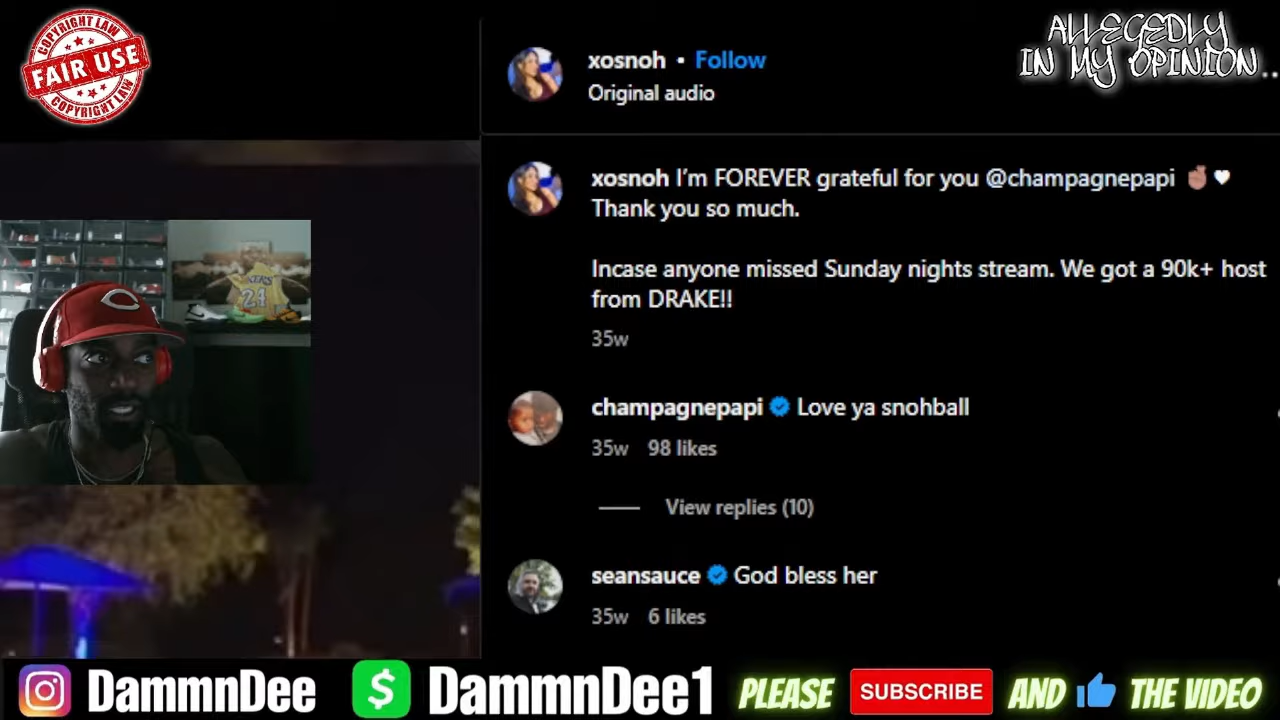 COPYRIGHT LAW
FAIR USE
COPYRIGHT LAW
ALLEGEDLY
IN MY OPINION...
xosnoh • Follow
Original audio
xosnoh I'm FOREVER grateful for you @champagnepapi 🤞🏽🤍
Thank you so much.
Incase anyone missed Sunday nights stream. We got a 90k+ host
from DRAKE!!
35w
champagnepapi Love ya snohball
35w 98 likes
View replies (10)
seansauce God bless her
35w 6 likes
LAKERS
24
DammnDee
DammnDee1
PLEASE
SUBSCRIBE
AND
THE VIDEO